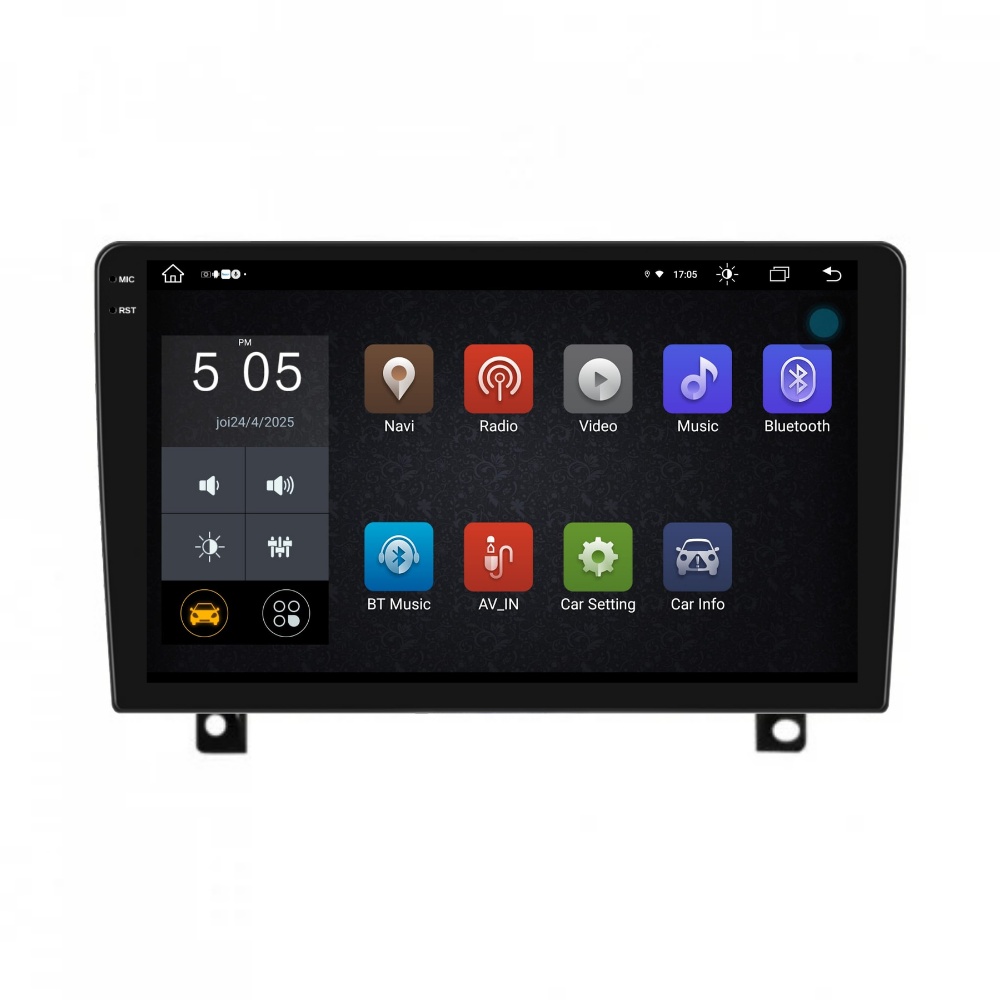 MIC
17:05
RST
PM
5 05
joi24/4/2025
Navi
Radio
Video
Music
Bluetooth
BT Music
AV_IN
Car Setting
Car Info